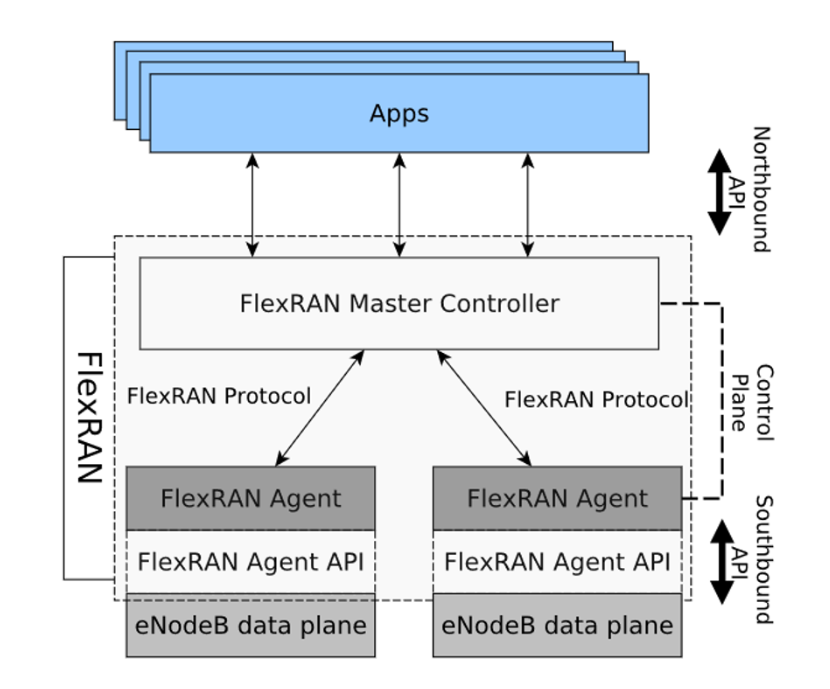 Apps
Northbound
API
FlexRAN
FlexRAN Master Controller
FlexRAN Protocol
FlexRAN Protocol
Control
Plane
FlexRAN Agent
FlexRAN Agent
FlexRAN Agent API
FlexRAN Agent API
Southbound
API
eNodeB data plane
eNodeB data plane